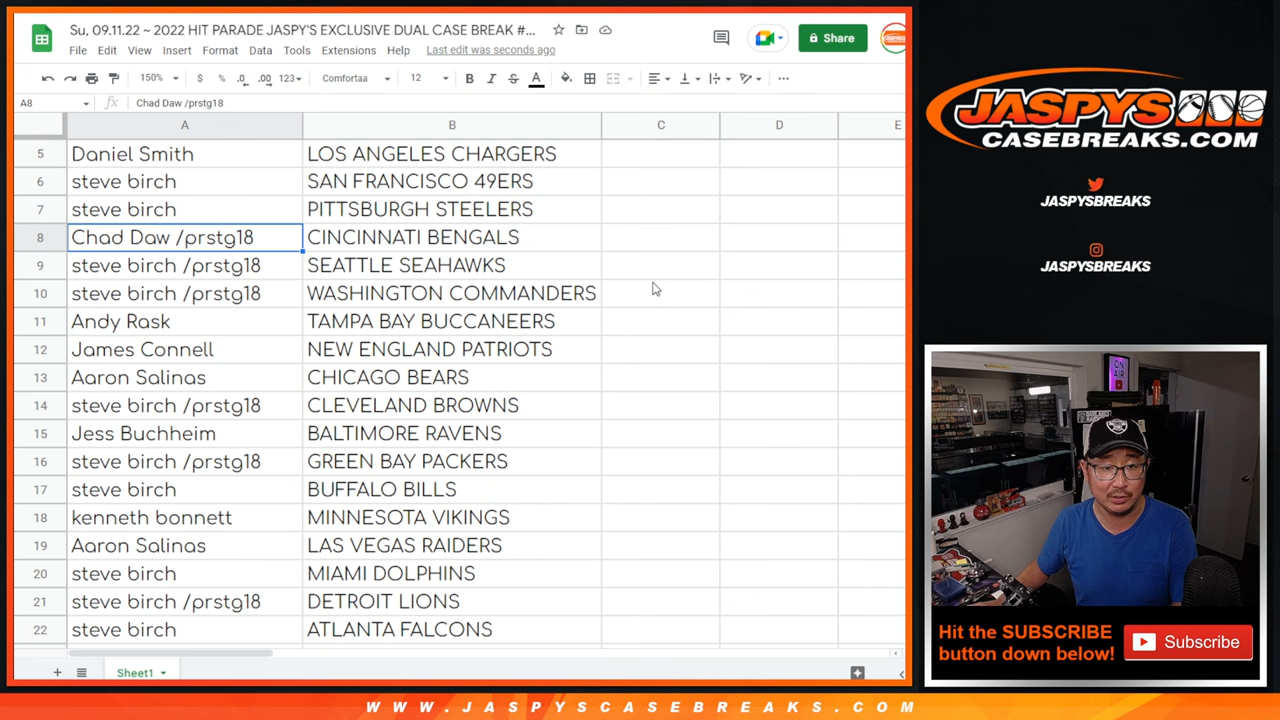 Su, 09.11.22 ~ 2022 HIT PARADE JASPY'S EXCLUSIVE DUAL CASE BREAK #...
File Edit View Insert Format Data Tools Extensions Help Last edit was seconds ago
Share
150% $ % .0 .00 123 Comfortaa 12 B I S A
A8 fx Chad Daw /prstg18
A B C D E
5 Daniel Smith LOS ANGELES CHARGERS
6 steve birch SAN FRANCISCO 49ERS
7 steve birch PITTSBURGH STEELERS
8 Chad Daw /prstg18 CINCINNATI BENGALS
9 steve birch /prstg18 SEATTLE SEAHAWKS
10 steve birch /prstg18 WASHINGTON COMMANDERS
11 Andy Rask TAMPA BAY BUCCANEERS
12 James Connell NEW ENGLAND PATRIOTS
13 Aaron Salinas CHICAGO BEARS
14 steve birch /prstg18 CLEVELAND BROWNS
15 Jess Buchheim BALTIMORE RAVENS
16 steve birch /prstg18 GREEN BAY PACKERS
17 steve birch BUFFALO BILLS
18 kenneth bonnett MINNESOTA VIKINGS
19 Aaron Salinas LAS VEGAS RAIDERS
20 steve birch MIAMI DOLPHINS
21 steve birch /prstg18 DETROIT LIONS
22 steve birch ATLANTA FALCONS
Sheet1
JASPYS
CASEBREAKS.COM
JASPYSBREAKS
JASPYSBREAKS
ON
AIR
Hit the SUBSCRIBE
button down below!
Subscribe
WWW.JASPYSCASEBREAKS.COM